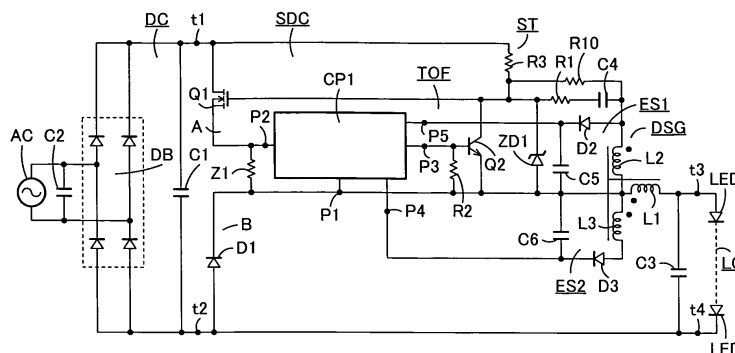 DC
t1
SDC
ST
R10
R3
R1
C4
TOF
Q1
CP1
ES1
A
P2
P5
D2
DSG
AC
C2
DB
P3
ZD1
L2
C1
Z1
Q2
C5
t3
LED
P1
R2
P4
L3
L1
B
C6
D1
C3
LC
ES2
D3
t2
t4
LED